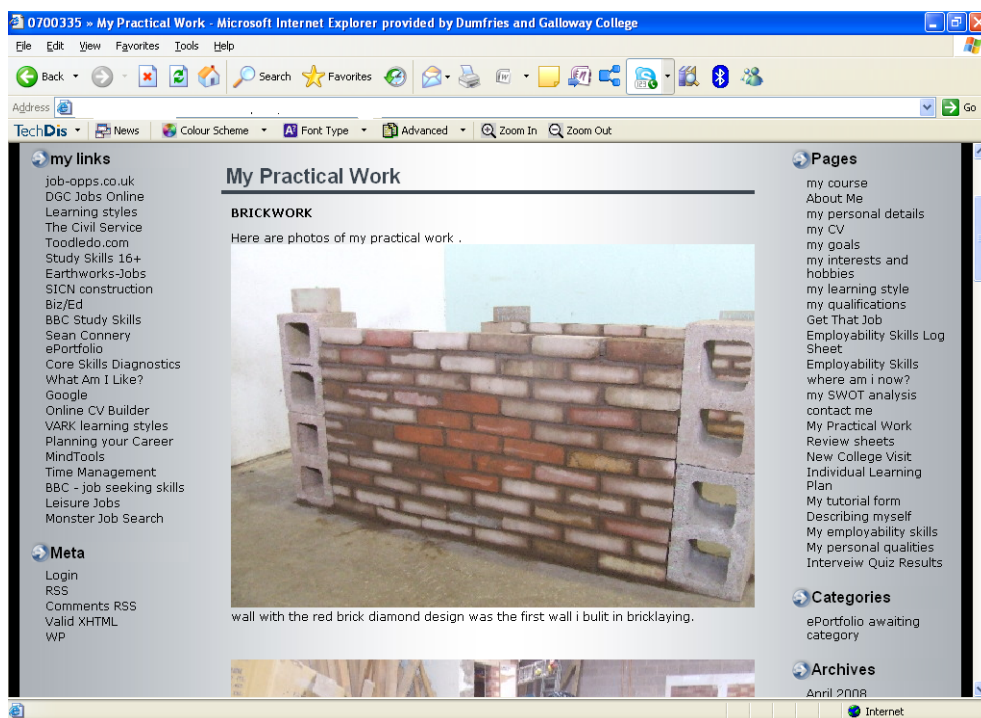 0700335 » My Practical Work - Microsoft Internet Explorer provided by Dumfries and Galloway College
File Edit View Favorites Tools Help
Back Search Favorites
Address Go
TechDis News Colour Scheme Font Type Advanced Zoom In Zoom Out
my links
job-opps.co.uk
DGC Jobs Online
Learning styles
The Civil Service
Toodledo.com
Study Skills 16+
Earthworks-Jobs
SICN construction
Biz/Ed
BBC Study Skills
Sean Connery
ePortfolio
Core Skills Diagnostics
What Am I Like?
Google
Online CV Builder
VARK learning styles
Planning your Career
MindTools
Time Management
BBC - job seeking skills
Leisure Jobs
Monster Job Search
Meta
Login
RSS
Comments RSS
Valid XHTML
WP
My Practical Work
BRICKWORK
Here are photos of my practical work .
wall with the red brick diamond design was the first wall i bulit in bricklaying.
Pages
my course
About Me
my personal details
my CV
my goals
my interests and
hobbies
my learning style
my qualifications
Get That Job
Employability Skills Log
Sheet
Employability Skills
where am i now?
my SWOT analysis
contact me
My Practical Work
Review sheets
New College Visit
Individual Learning
Plan
My tutorial form
Describing myself
My employability skills
My personal qualities
Interveiw Quiz Results
Categories
ePortfolio awaiting
category
Archives
April 2008
Internet